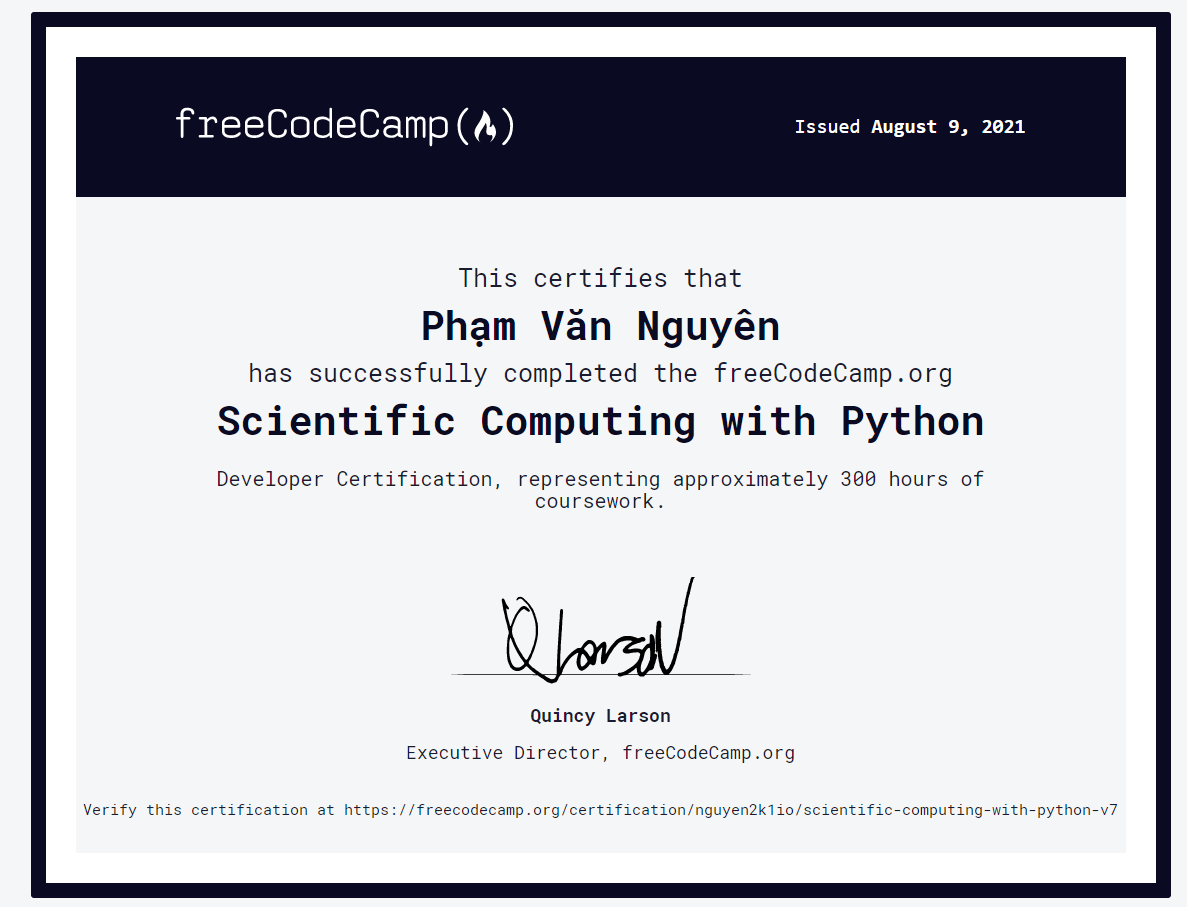 freeCodeCamp(🔥)
Issued August 9, 2021
This certifies that
Phạm Văn Nguyên
has successfully completed the freeCodeCamp.org
Scientific Computing with Python
Developer Certification, representing approximately 300 hours of
coursework.
Q Larson
Quincy Larson
Executive Director, freeCodeCamp.org
Verify this certification at https://freecodecamp.org/certification/nguyen2k1io/scientific-computing-with-python-v7